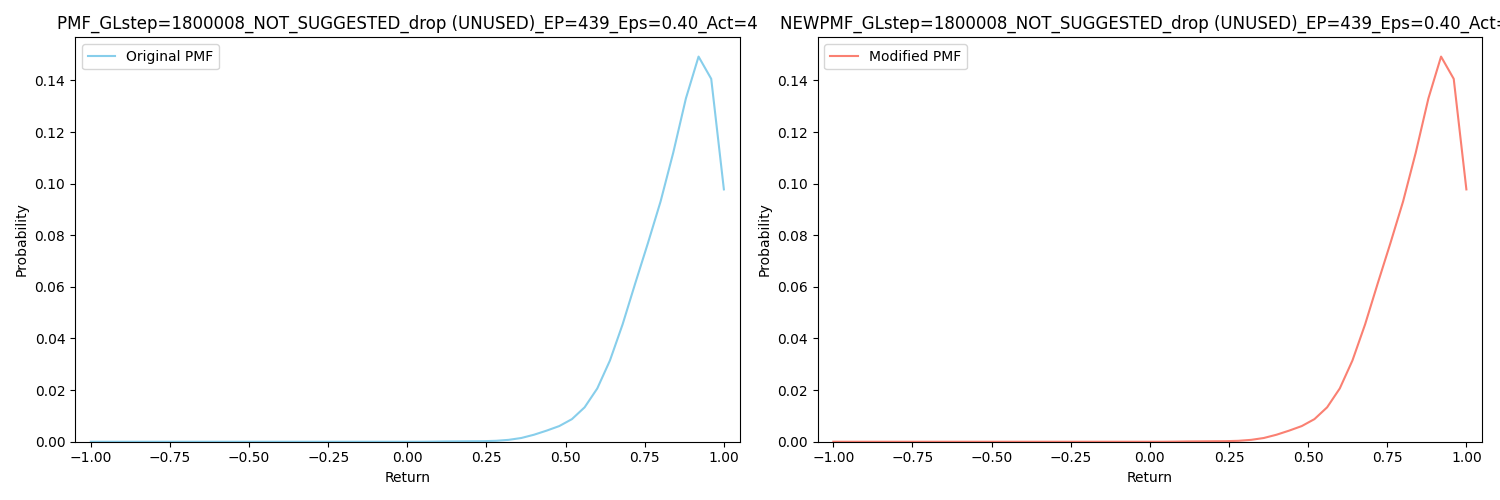 PMF_GLstep=1800008_NOT_SUGGESTED_drop (UNUSED)_EP=439_Eps=0.40_Act=4
Original PMF
Probability
0.14
0.12
0.10
0.08
0.06
0.04
0.02
0.00
−1.00 −0.75 −0.50 −0.25 0.00 0.25 0.50 0.75 1.00
Return
NEWPMF_GLstep=1800008_NOT_SUGGESTED_drop (UNUSED)_EP=439_Eps=0.40_Act=
Modified PMF
Probability
0.14
0.12
0.10
0.08
0.06
0.04
0.02
0.00
−1.00 −0.75 −0.50 −0.25 0.00 0.25 0.50 0.75 1.00
Return